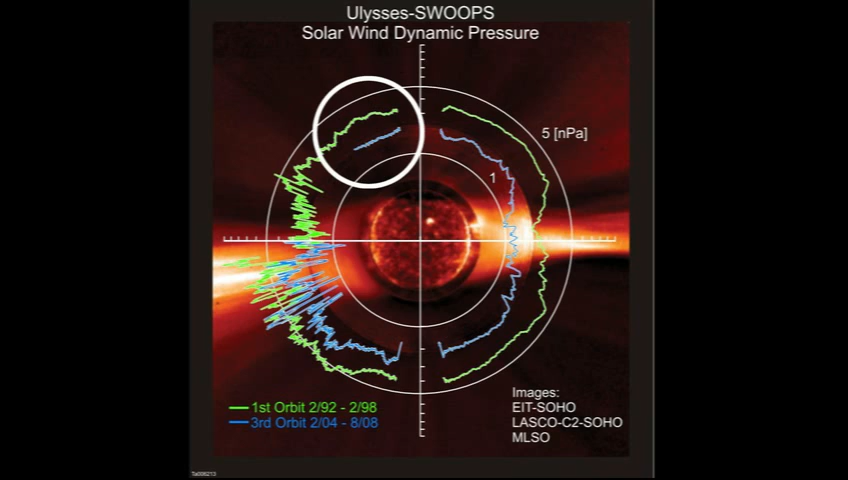 Ulysses-SWOOPS
Solar Wind Dynamic Pressure
5 [nPa]
1
1st Orbit 2/92 - 2/98
3rd Orbit 2/04 - 8/08
Images:
EIT-SOHO
LASCO-C2-SOHO
MLSO